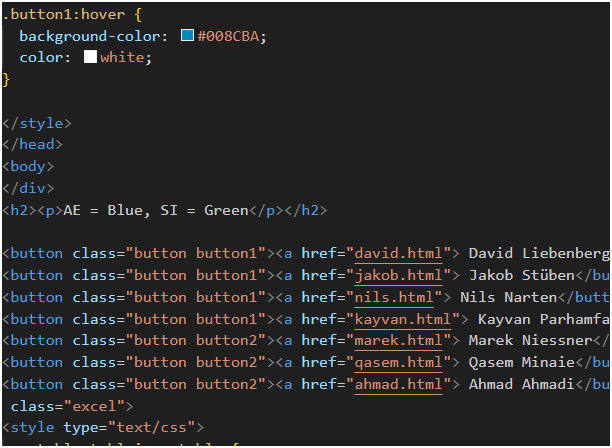 .button1:hover {
  background-color: #008CBA;
  color: white;
}
</style>
</head>
<body>
</div>
<h2><p>AE = Blue, SI = Green</p></h2>
<button class="button button1"><a href="david.html"> David Liebenberg
<button class="button button1"><a href="jakob.html"> Jakob Stüben</bu
<button class="button button1"><a href="nils.html"> Nils Narten</butt
<button class="button button1"><a href="kayvan.html"> Kayvan Parhamfa
<button class="button button2"><a href="marek.html"> Marek Niessner</
<button class="button button2"><a href="qasem.html"> Qasem Minaie</bu
<button class="button button2"><a href="ahmad.html"> Ahmad Ahmadi</bu
 class="excel">
<style type="text/css">